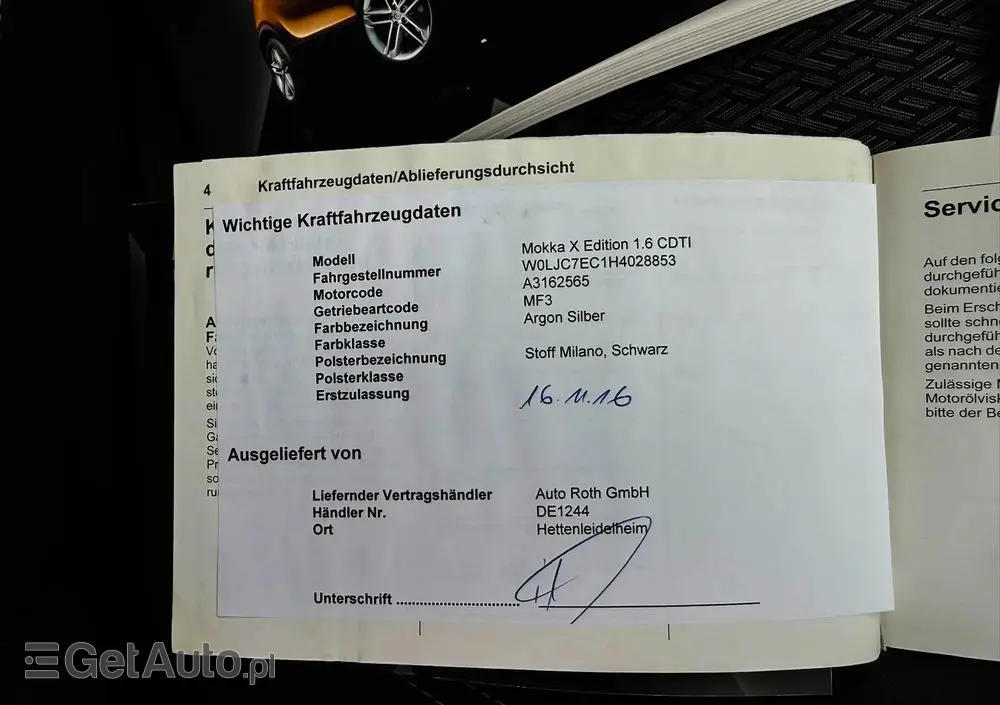 4 Kraftfahrzeugdaten/Ablieferungsdurchsicht
Wichtige Kraftfahrzeugdaten
Modell Mokka X Edition 1.6 CDTI
Fahrgestellnummer W0LJC7EC1H4028853
Motorcode A3162565
Getriebeartcode MF3
Farbbezeichnung Argon Silber
Farbklasse
Polsterbezeichnung Stoff Milano, Schwarz
Polsterklasse
Erstzulassung 16.11.16
Ausgeliefert von
Liefernder Vertragshändler Auto Roth GmbH
Händler Nr. DE1244
Ort Hettenleidelheim
Unterschrift
Servic
Auf den folg
durchgefüh
dokumentie
Beim Ersch
sollte schn
durchgefüh
als nach de
genannten
Zulässige
Motorölvisk
bitte der Be
GetAuto.pl